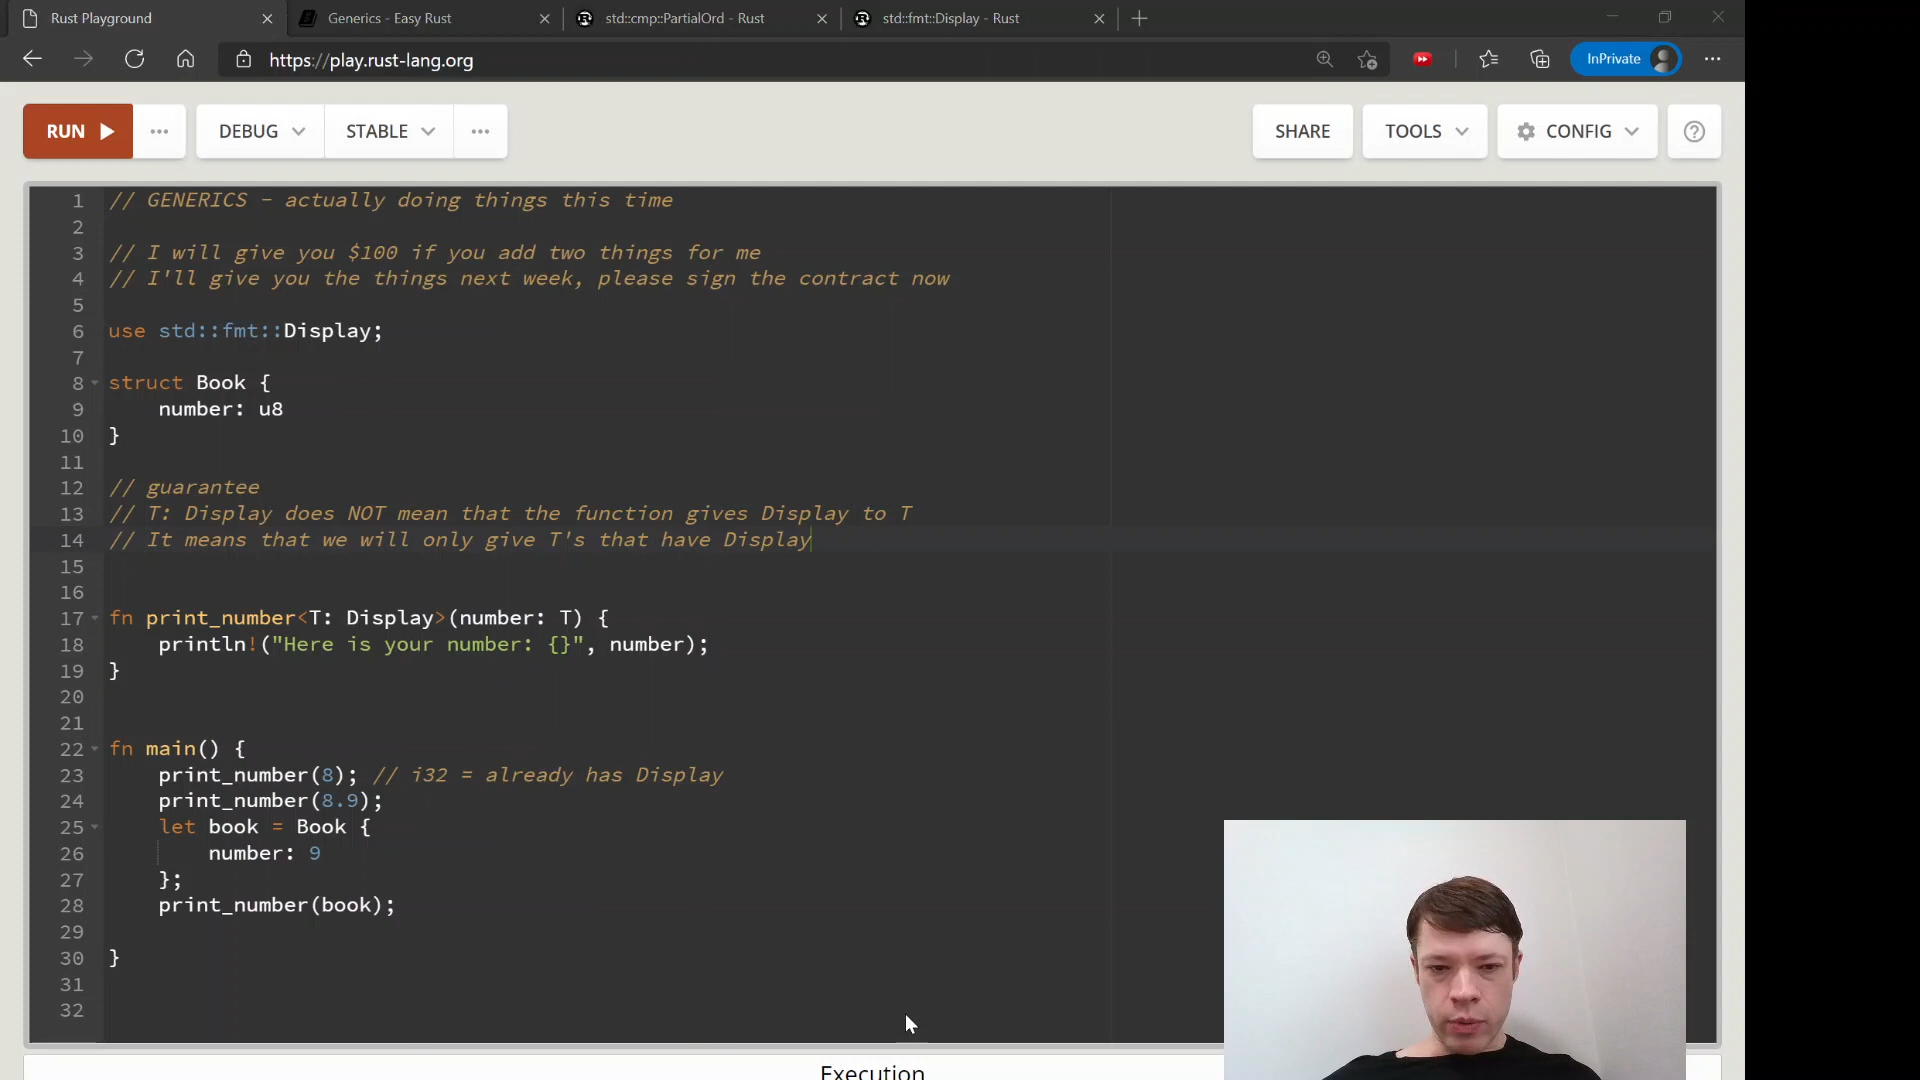 Rust Playground
Generics - Easy Rust
std::cmp::PartialOrd - Rust
std::fmt::Display - Rust
https://play.rust-lang.org
InPrivate
RUN
DEBUG
STABLE
SHARE
TOOLS
CONFIG
1 // GENERICS - actually doing things this time
2
3 // I will give you $100 if you add two things for me
4 // I'll give you the things next week, please sign the contract now
5
6 use std::fmt::Display;
7
8 struct Book {
9 number: u8
10 }
11
12 // guarantee
13 // T: Display does NOT mean that the function gives Display to T
14 // It means that we will only give T's that have Display
15
16
17 fn print_number<T: Display>(number: T) {
18 println!("Here is your number: {}", number);
19 }
20
21
22 fn main() {
23 print_number(8); // i32 = already has Display
24 print_number(8.9);
25 let book = Book {
26 number: 9
27 };
28 print_number(book);
29
30 }
31
32
Execution